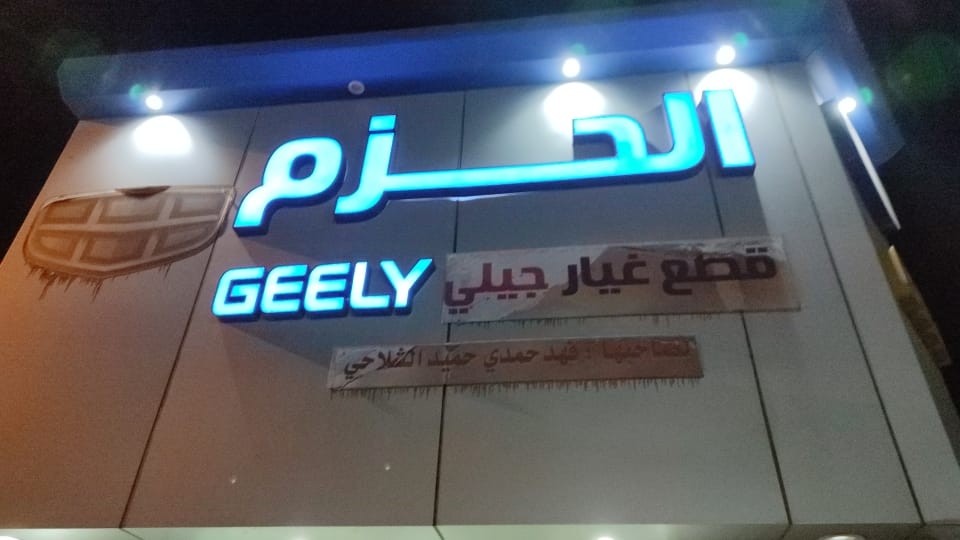 الحزم
GEELY قطع غيار جيلي
لصاحبها : فهد حمدي حميد الشلاحي